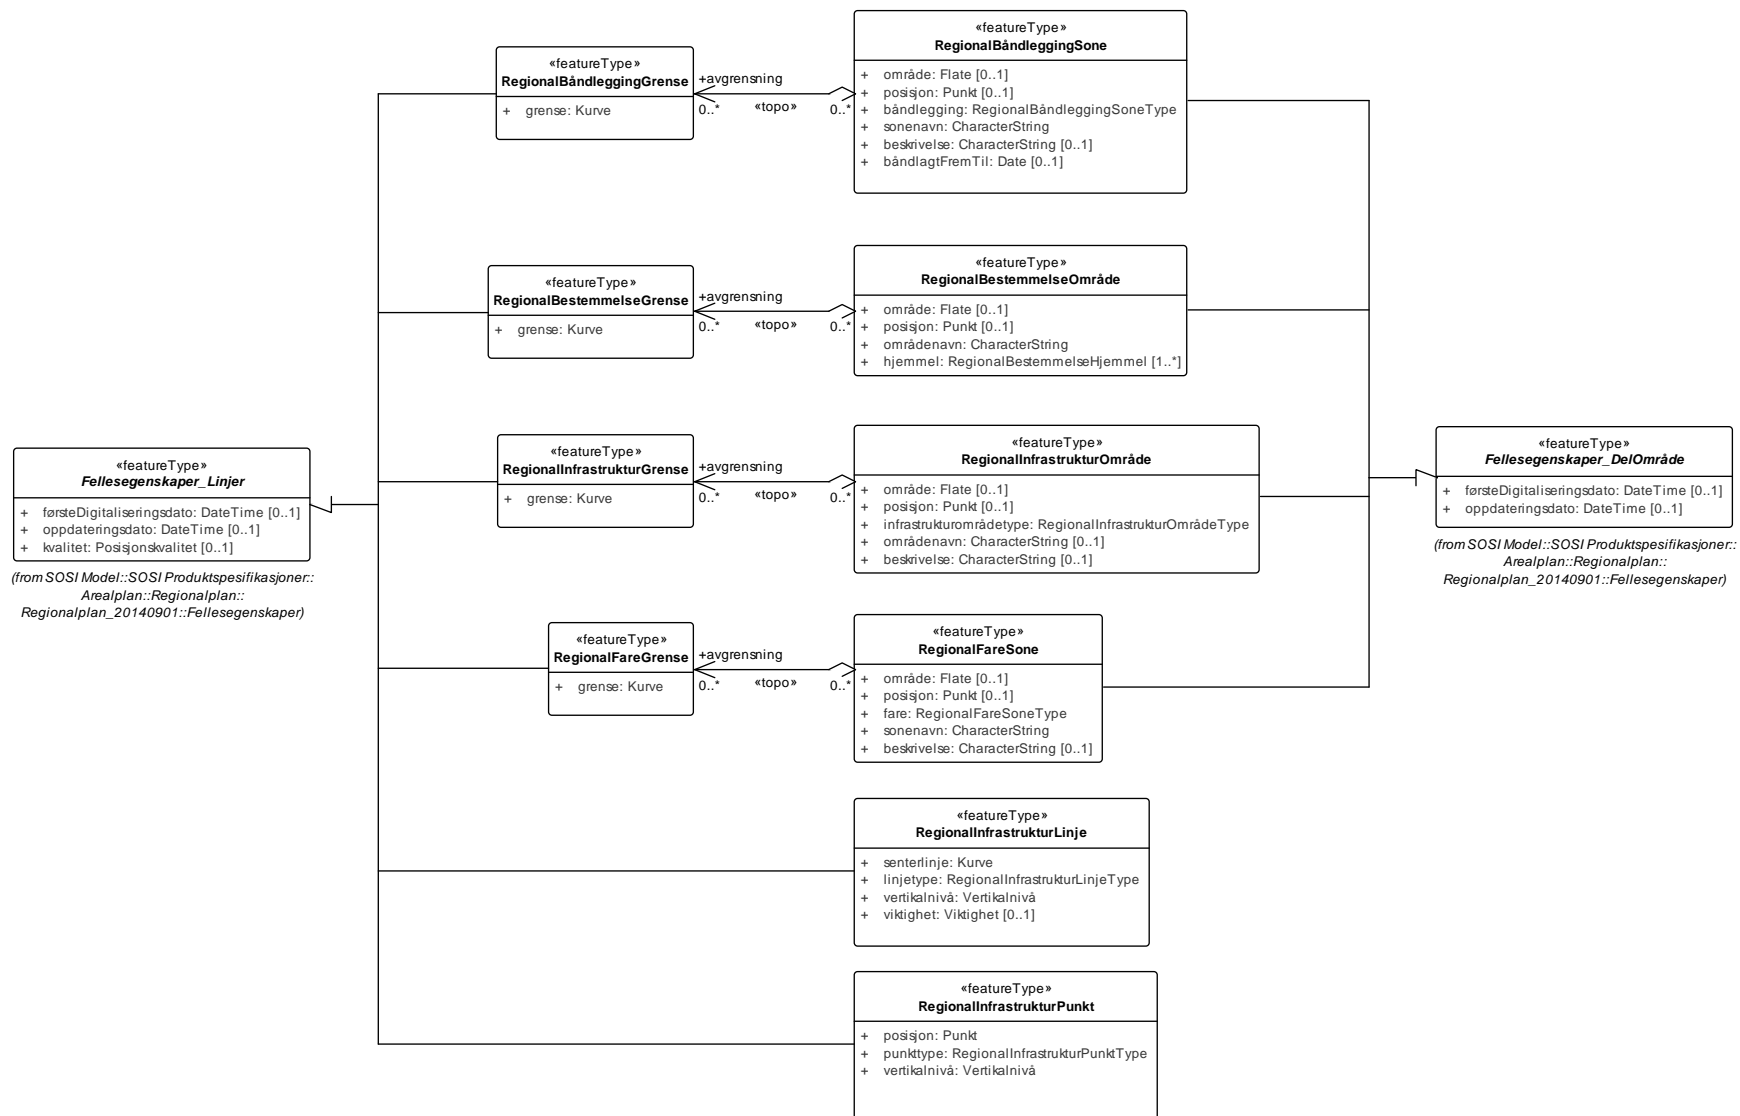 «featureType»
RegionalBåndleggingSone
+ område: Flate [0..1]
+ posisjon: Punkt [0..1]
+ båndlegging: RegionalBåndleggingSoneType
+ sonenavn: CharacterString
+ beskrivelse: CharacterString [0..1]
+ båndlagtFremTil: Date [0..1]
«featureType»
RegionalBåndleggingGrense
+ grense: Kurve
+avgrensning
0..* «topo» 0..*
«featureType»
RegionalBestemmelseOmråde
+ område: Flate [0..1]
+ posisjon: Punkt [0..1]
+ områdenavn: CharacterString
+ hjemmel: RegionalBestemmelseHjemmel [1..*]
«featureType»
RegionalBestemmelseGrense
+ grense: Kurve
+avgrensning
0..* «topo» 0..*
«featureType»
RegionalInfrastrukturOmråde
+ område: Flate [0..1]
+ posisjon: Punkt [0..1]
+ infrastrukturområdetype: RegionalInfrastrukturOmrådeType
+ områdenavn: CharacterString [0..1]
+ beskrivelse: CharacterString [0..1]
«featureType»
RegionalInfrastrukturGrense
+ grense: Kurve
+avgrensning
0..* «topo» 0..*
«featureType»
Fellesegenskaper_Linjer
+ førsteDigitaliseringsdato: DateTime [0..1]
+ oppdateringsdato: DateTime [0..1]
+ kvalitet: Posisjonskvalitet [0..1]
(from SOSI Model::SOSI Produktspesifikasjoner::
Arealplan::Regionalplan::
Regionalplan_20140901::Fellesegenskaper)
«featureType»
Fellesegenskaper_DelOmråde
+ førsteDigitaliseringsdato: DateTime [0..1]
+ oppdateringsdato: DateTime [0..1]
(from SOSI Model::SOSI Produktspesifikasjoner::
Arealplan::Regionalplan::
Regionalplan_20140901::Fellesegenskaper)
«featureType»
RegionalFareSone
+ område: Flate [0..1]
+ posisjon: Punkt [0..1]
+ fare: RegionalFareSoneType
+ sonenavn: CharacterString
+ beskrivelse: CharacterString [0..1]
«featureType»
RegionalFareGrense
+ grense: Kurve
+avgrensning
0..* «topo» 0..*
«featureType»
RegionalInfrastrukturLinje
+ senterlinje: Kurve
+ linjetype: RegionalInfrastrukturLinjeType
+ vertikalnivå: Vertikalnivå
+ viktighet: Viktighet [0..1]
«featureType»
RegionalInfrastrukturPunkt
+ posisjon: Punkt
+ punkttype: RegionalInfrastrukturPunktType
+ vertikalnivå: Vertikalnivå